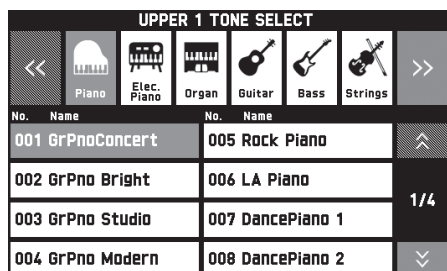 UPPER 1 TONE SELECT
<< Piano Elec. Piano Organ Guitar Bass Strings >>
No. Name No. Name
001 GrPnoConcert 005 Rock Piano
002 GrPno Bright 006 LA Piano
1/4
003 GrPno Studio 007 DancePiano 1
004 GrPno Modern 008 DancePiano 2